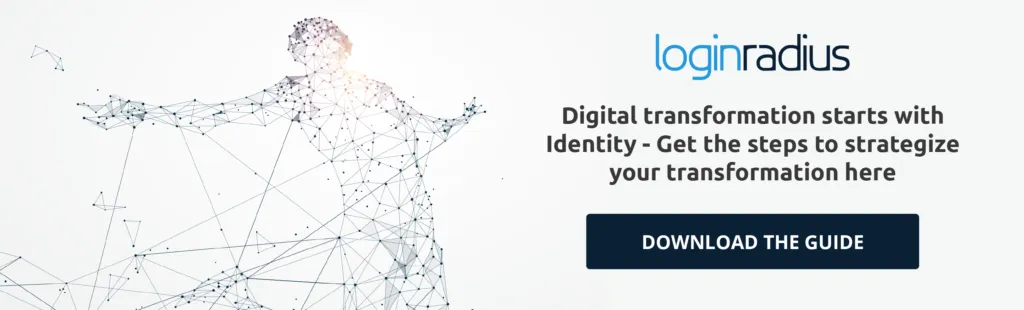 loginradius
Digital transformation starts with
Identity - Get the steps to strategize
your transformation here
DOWNLOAD THE GUIDE